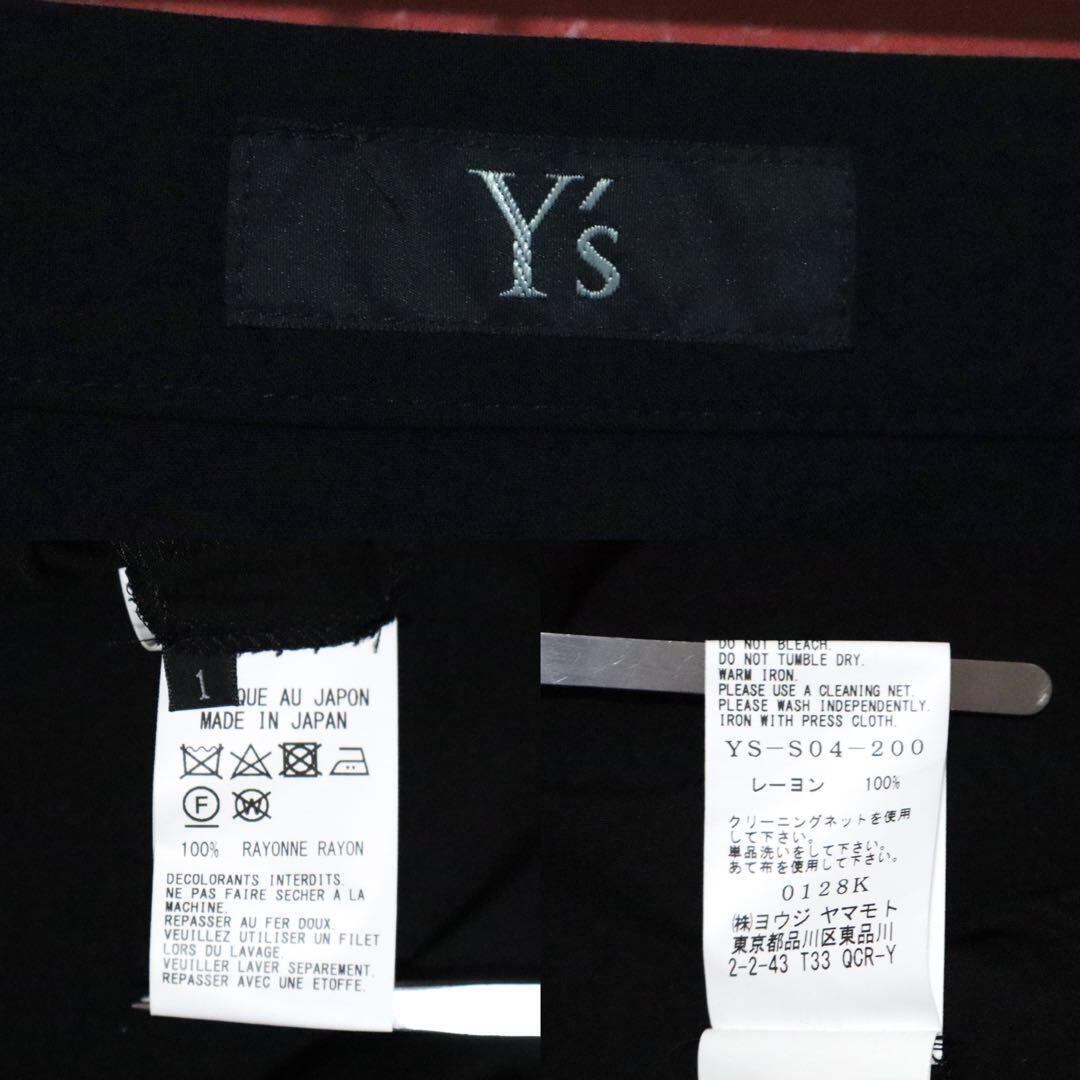 Y's
1
QUE AU JAPON
MADE IN JAPAN
F
W
100% RAYONNE RAYON
DECOLORANTS INTERDITS.
NE PAS FAIRE SECHER A LA
MACHINE.
REPASSER AU FER DOUX.
VEUILLEZ UTILISER UN FILET
LORS DU LAVAGE.
VEUILLER LAVER SEPAREMENT.
REPASSER AVEC UNE ETOFFE.
DO NOT BLEACH.
DO NOT TUMBLE DRY.
WARM IRON.
PLEASE USE A CLEANING NET.
PLEASE WASH INDEPENDENTLY.
IRON WITH PRESS CLOTH.
YS-S04-200
レーヨン 100%
クリーニングネットを使用
して下さい。
単品洗いをして下さい。
あて布を使用して下さい。
0128K
㈱ヨウジ ヤマモト
東京都品川区東品川
2-2-43 T33 QCR-Y